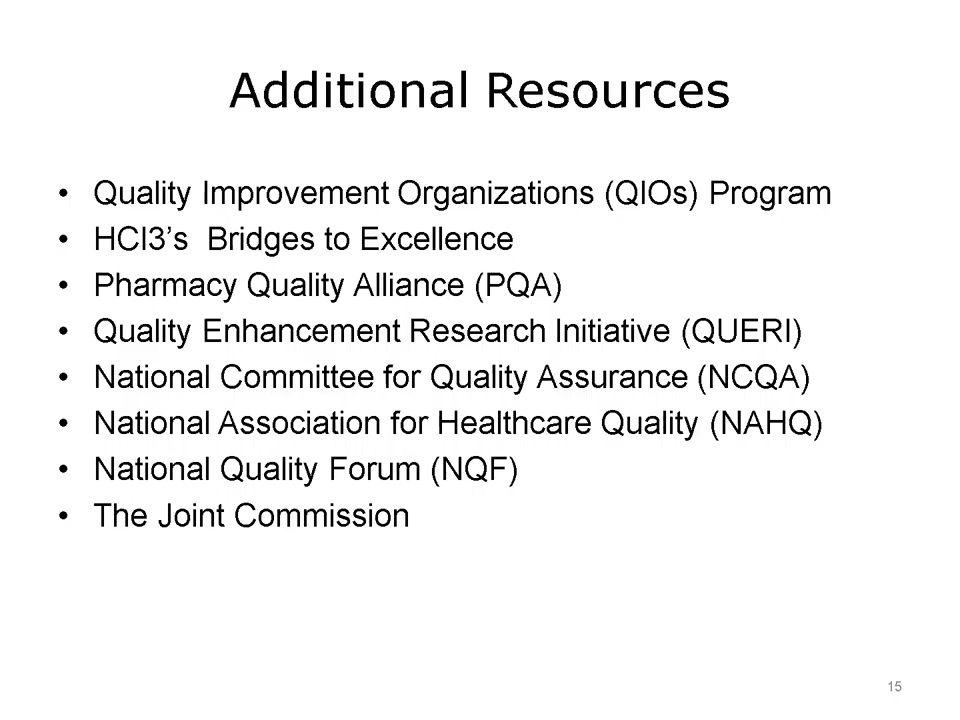 Additional Resources
• Quality Improvement Organizations (QIOs) Program
• HCI3’s  Bridges to Excellence
• Pharmacy Quality Alliance (PQA)
• Quality Enhancement Research Initiative (QUERI)
• National Committee for Quality Assurance (NCQA)
• National Association for Healthcare Quality (NAHQ)
• National Quality Forum (NQF)
• The Joint Commission
15